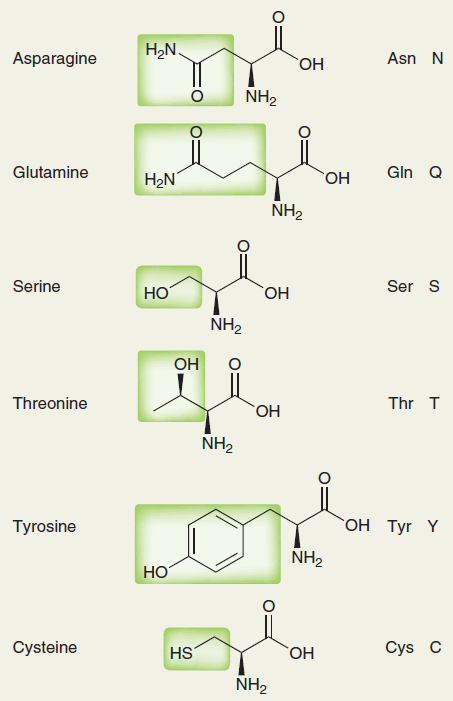 O
Asparagine H₂N OH Asn N
O NH₂
O O
Glutamine H₂N OH Gln Q
NH₂
O
Serine HO OH Ser S
NH₂
OH O
Threonine OH Thr T
NH₂
O
Tyrosine OH Tyr Y
NH₂
HO
O
Cysteine HS OH Cys C
NH₂